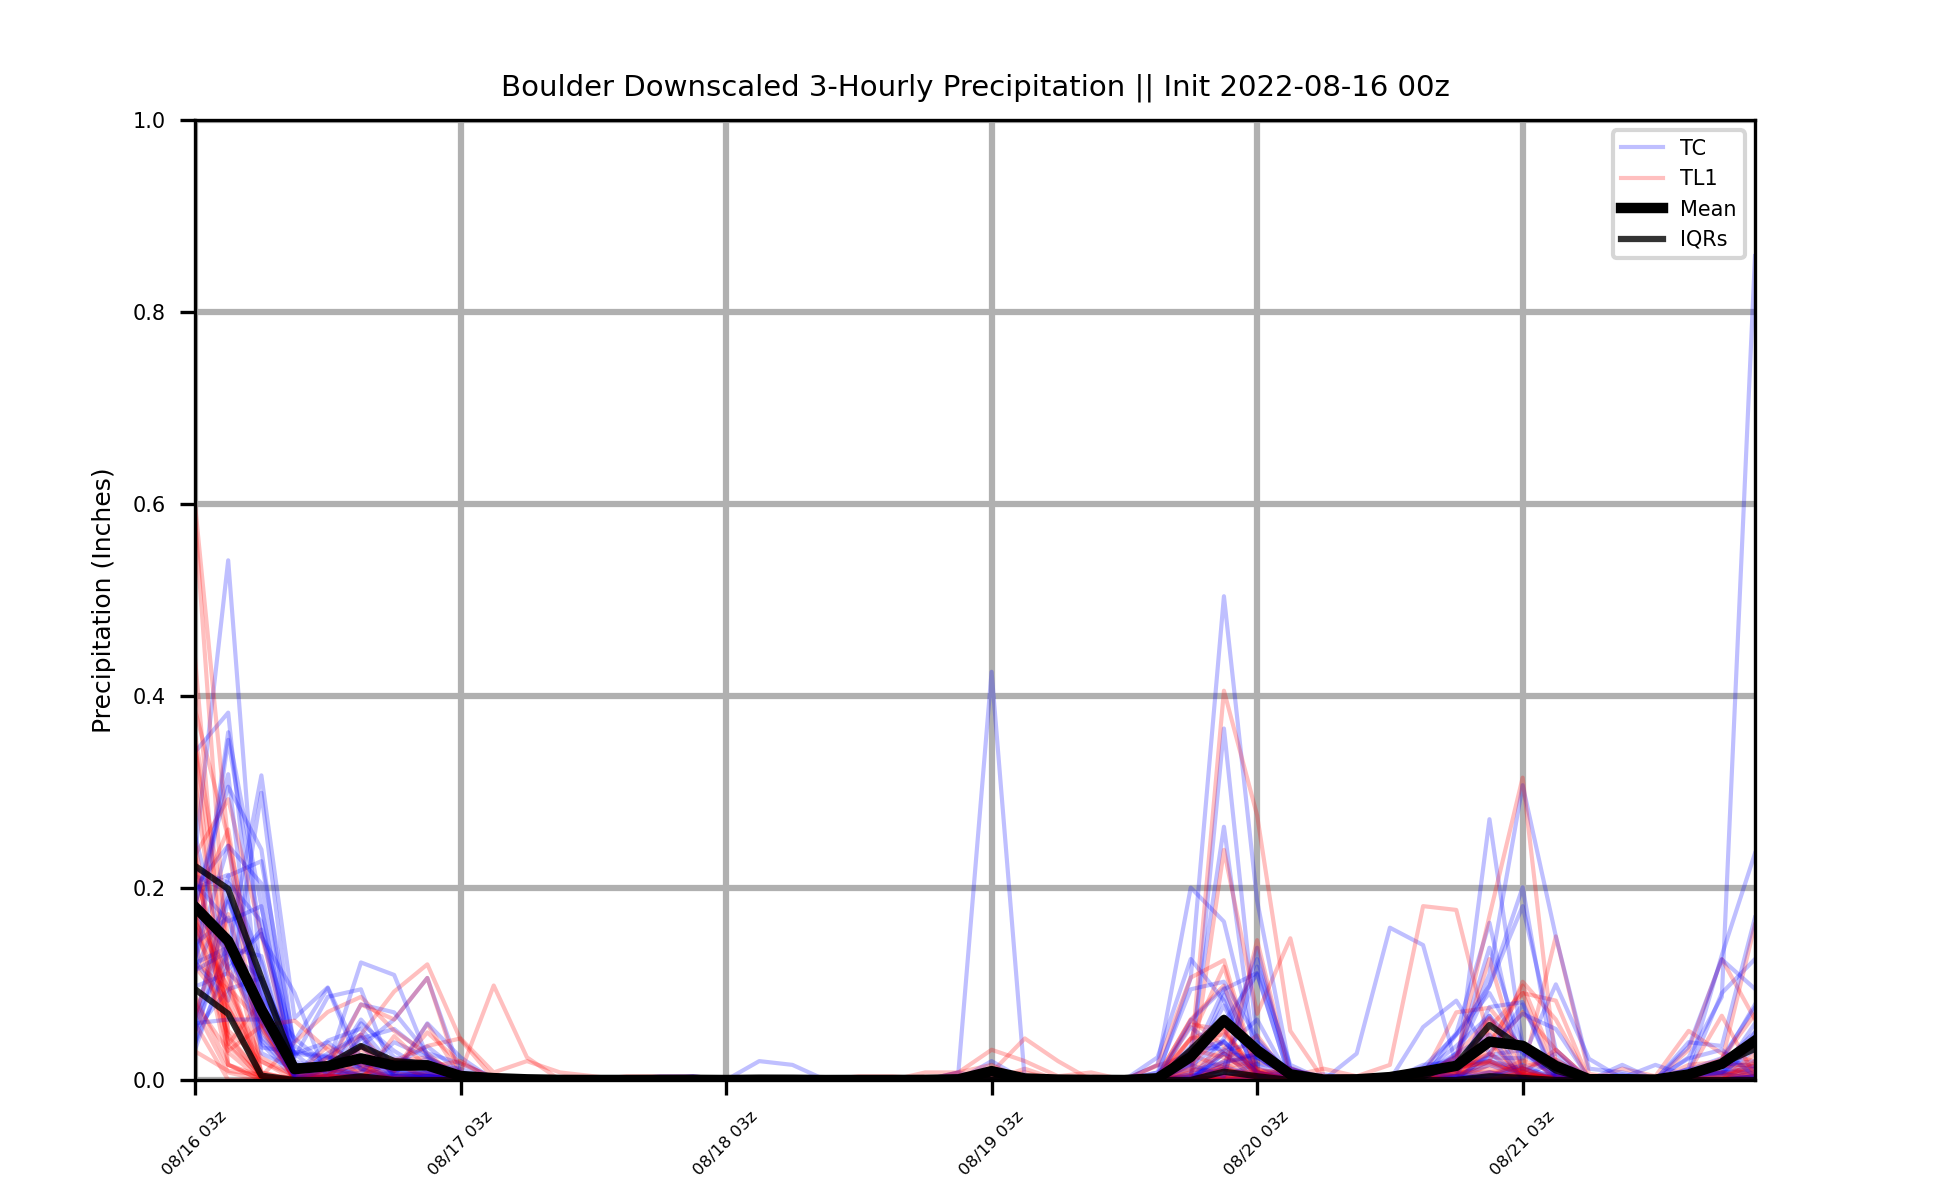 Boulder Downscaled 3-Hourly Precipitation || Init 2022-08-16 00z
1.0
0.8
0.6
0.4
0.2
0.0
Precipitation (Inches)
TC
TL1
Mean
IQRs
08/16 03z
08/17 03z
08/18 03z
08/19 03z
08/20 03z
08/21 03z